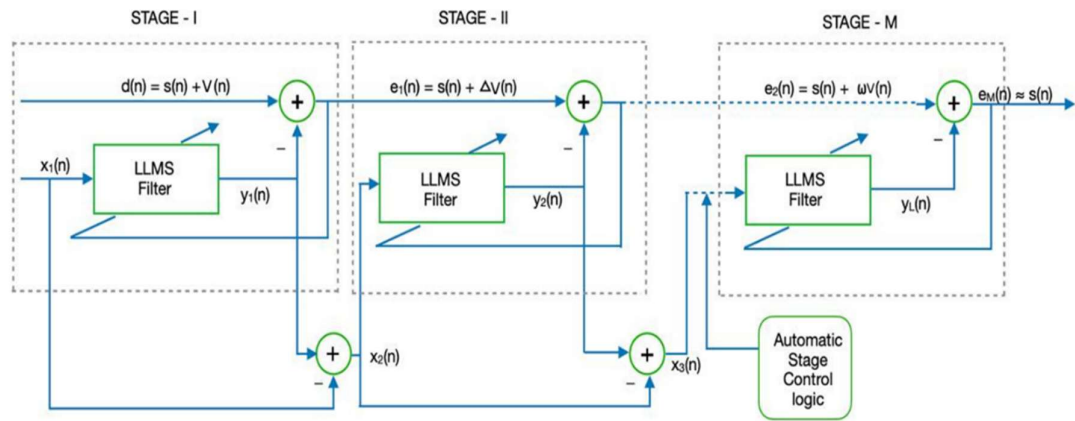 STAGE - I
STAGE - II
STAGE - M
d(n) = s(n) +V(n)
+
e₁(n) = s(n) + ΔV(n)
+
e₂(n) = s(n) + ωv(n)
+
eM(n) ≈ s(n)
x₁(n)
LLMS
Filter
y₁(n)
–
LLMS
Filter
y₂(n)
–
LLMS
Filter
yL(n)
–
+
–
x₂(n)
+
–
x₃(n)
Automatic
Stage
Control
logic